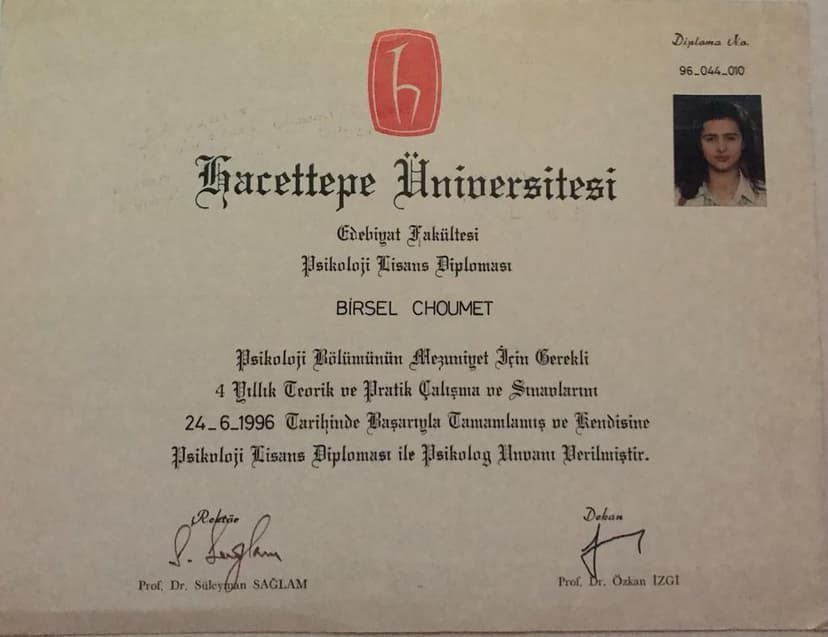 Diploma No.
96_044_010
h
Hacettepe Üniversitesi
Edebiyat Fakültesi
Psikoloji Lisans Diploması
BİRSEL CHOUMET
Psikoloji Bölümünün Mezuniyet İçin Gerekli
4 Yıllık Teorik ve Pratik Çalışma ve Sınavlarını
24_6_1996 Tarihinde Başarıyla Tamamlamış ve Kendisine
Psikoloji Lisans Diploması ile Psikolog Unvanı Verilmiştir.
Rektör
S. Sağlam
Prof. Dr. Süleyman SAĞLAM
Dekan
Prof. Dr. Özkan İZGİ